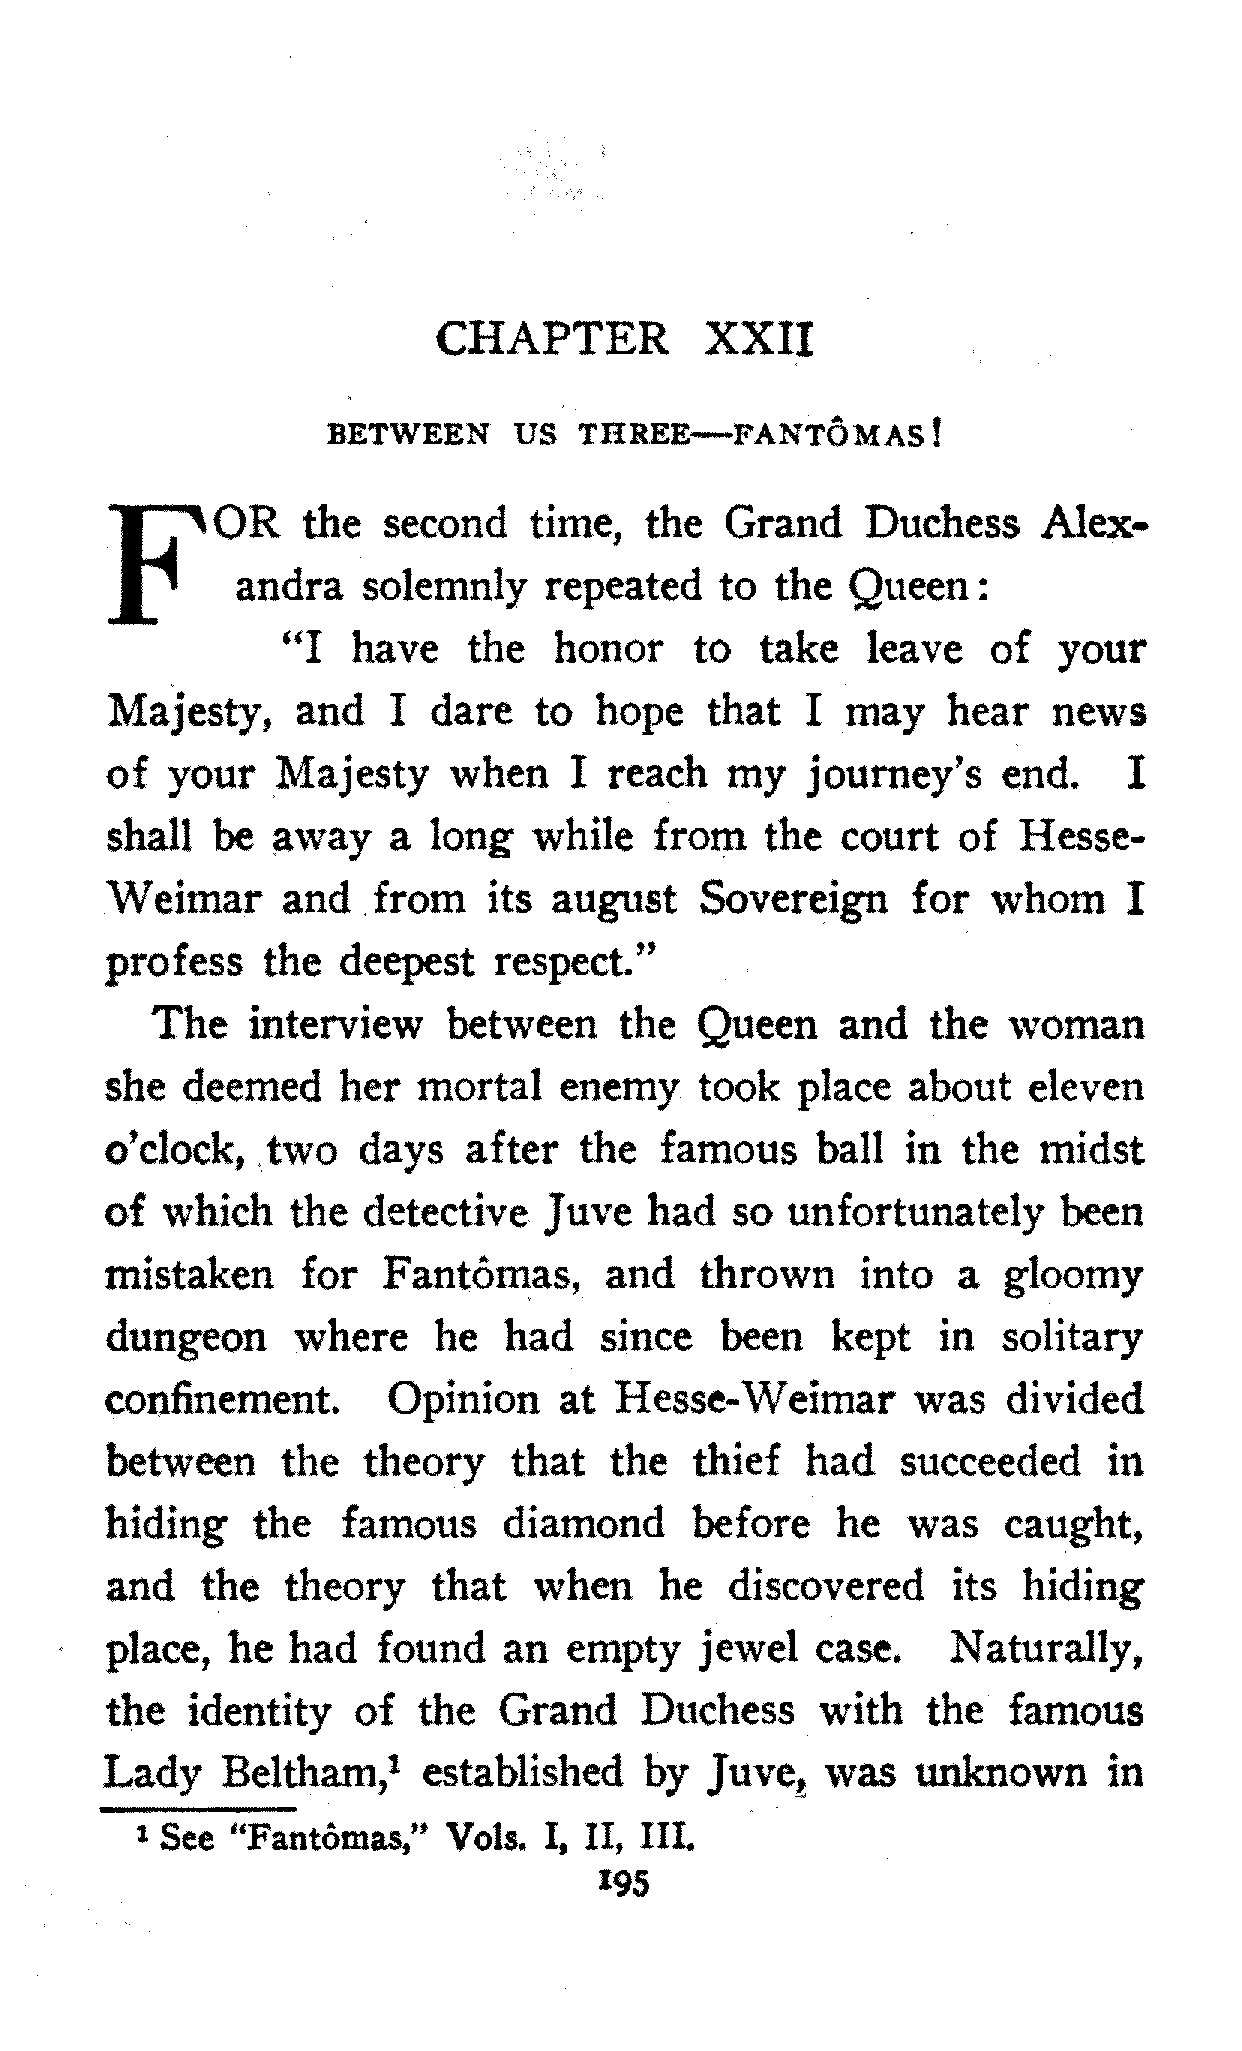 CHAPTER XXII
BETWEEN US THREE—FANTÔMAS!
FOR the second time, the Grand Duchess Alex-
andra solemnly repeated to the Queen:
"I have the honor to take leave of your
Majesty, and I dare to hope that I may hear news
of your Majesty when I reach my journey's end. I
shall be away a long while from the court of Hesse-
Weimar and from its august Sovereign for whom I
profess the deepest respect."
The interview between the Queen and the woman
she deemed her mortal enemy took place about eleven
o'clock, two days after the famous ball in the midst
of which the detective Juve had so unfortunately been
mistaken for Fantômas, and thrown into a gloomy
dungeon where he had since been kept in solitary
confinement. Opinion at Hesse-Weimar was divided
between the theory that the thief had succeeded in
hiding the famous diamond before he was caught,
and the theory that when he discovered its hiding
place, he had found an empty jewel case. Naturally,
the identity of the Grand Duchess with the famous
Lady Beltham,¹ established by Juve, was unknown in
¹ See "Fantômas," Vols. I, II, III.
195